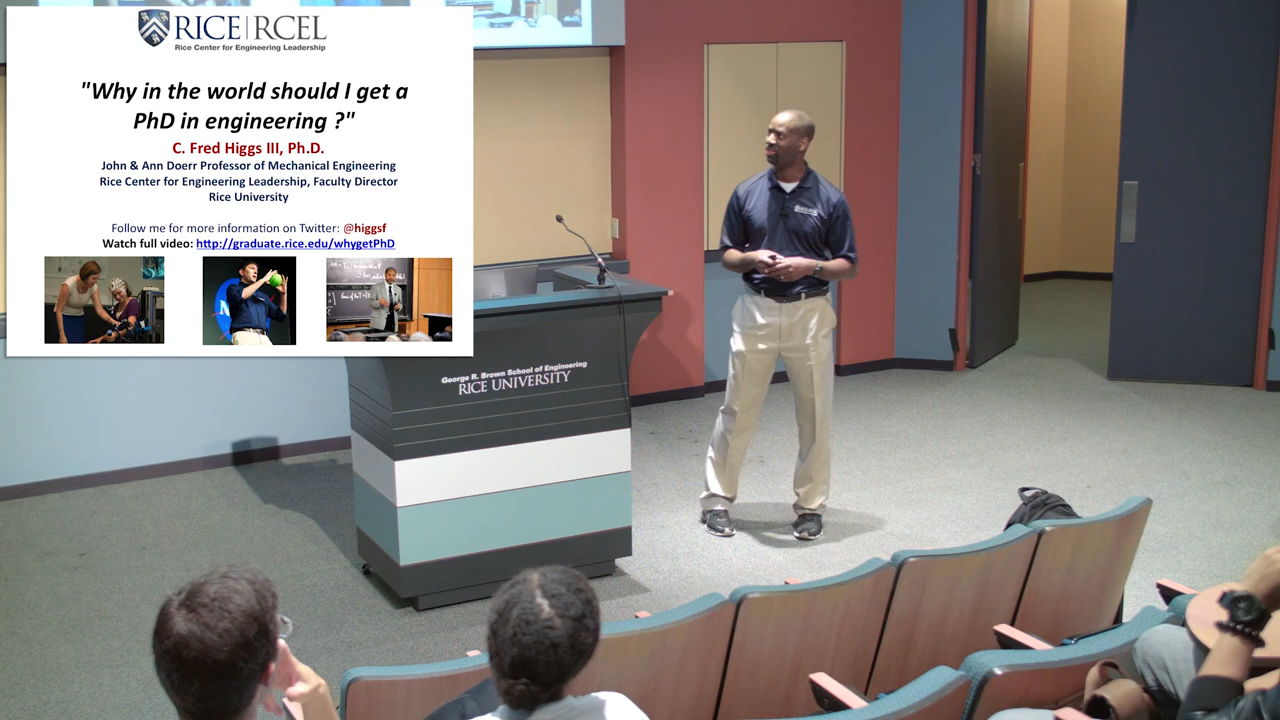 RICE | RCEL
Rice Center for Engineering Leadership
"Why in the world should I get a
PhD in engineering ?"
C. Fred Higgs III, Ph.D.
John & Ann Doerr Professor of Mechanical Engineering
Rice Center for Engineering Leadership, Faculty Director
Rice University
Follow me for more information on Twitter: @higgsf
Watch full video: http://graduate.rice.edu/whygetPhD
George R. Brown School of Engineering
RICE UNIVERSITY